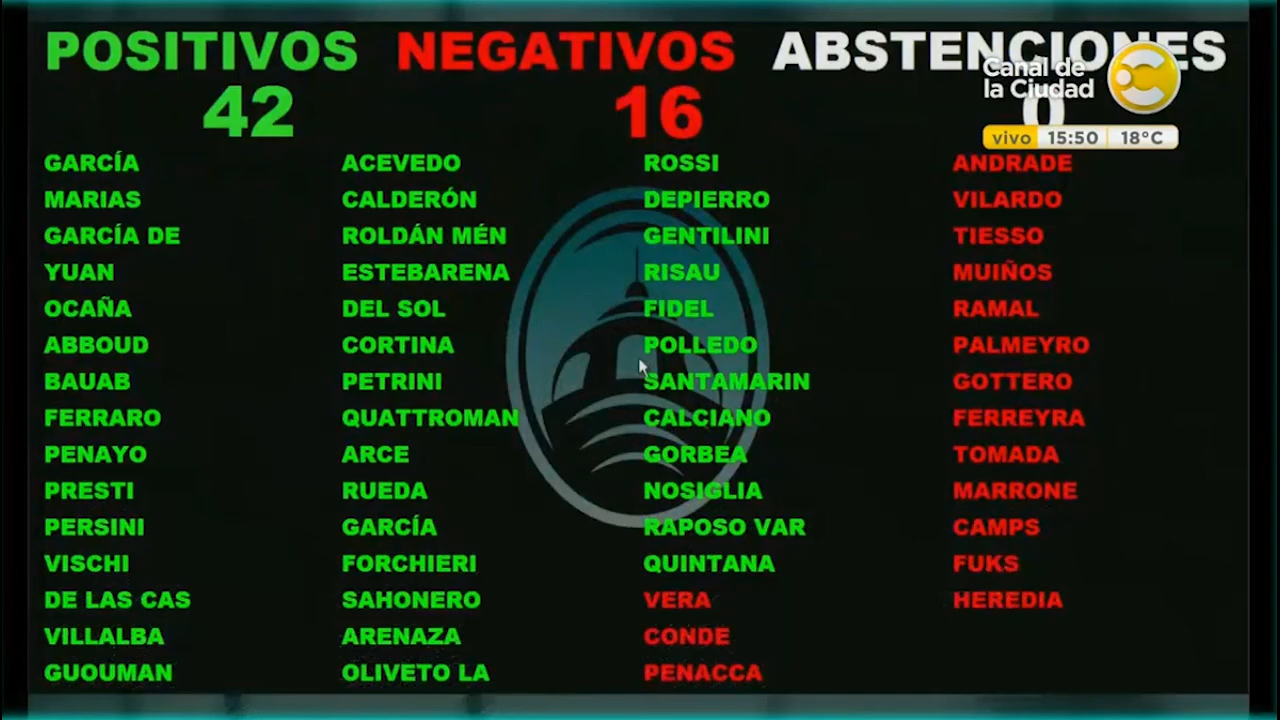 POSITIVOS NEGATIVOS ABSTENCIONES
42 16 0
Canal de
la Ciudad
vivo 15:50 18°C
GARCÍA ACEVEDO ROSSI ANDRADE
MARIAS CALDERÓN DEPIERRO VILARDO
GARCÍA DE ROLDÁN MÉN GENTILINI TIESSO
YUAN ESTEBARENA RISAU MUIÑOS
OCAÑA DEL SOL FIDEL RAMAL
ABBOUD CORTINA POLLEDO PALMEYRO
BAUAB PETRINI SANTAMARIN GOTTERO
FERRARO QUATTROMAN CALCIANO FERREYRA
PENAYO ARCE GORBEA TOMADA
PRESTI RUEDA NOSIGLIA MARRONE
PERSINI GARCÍA RAPOSO VAR CAMPS
VISCHI FORCHIERI QUINTANA FUKS
DE LAS CAS SAHONERO VERA HEREDIA
VILLALBA ARENAZA CONDE
GUOUMAN OLIVETO LA PENACCA